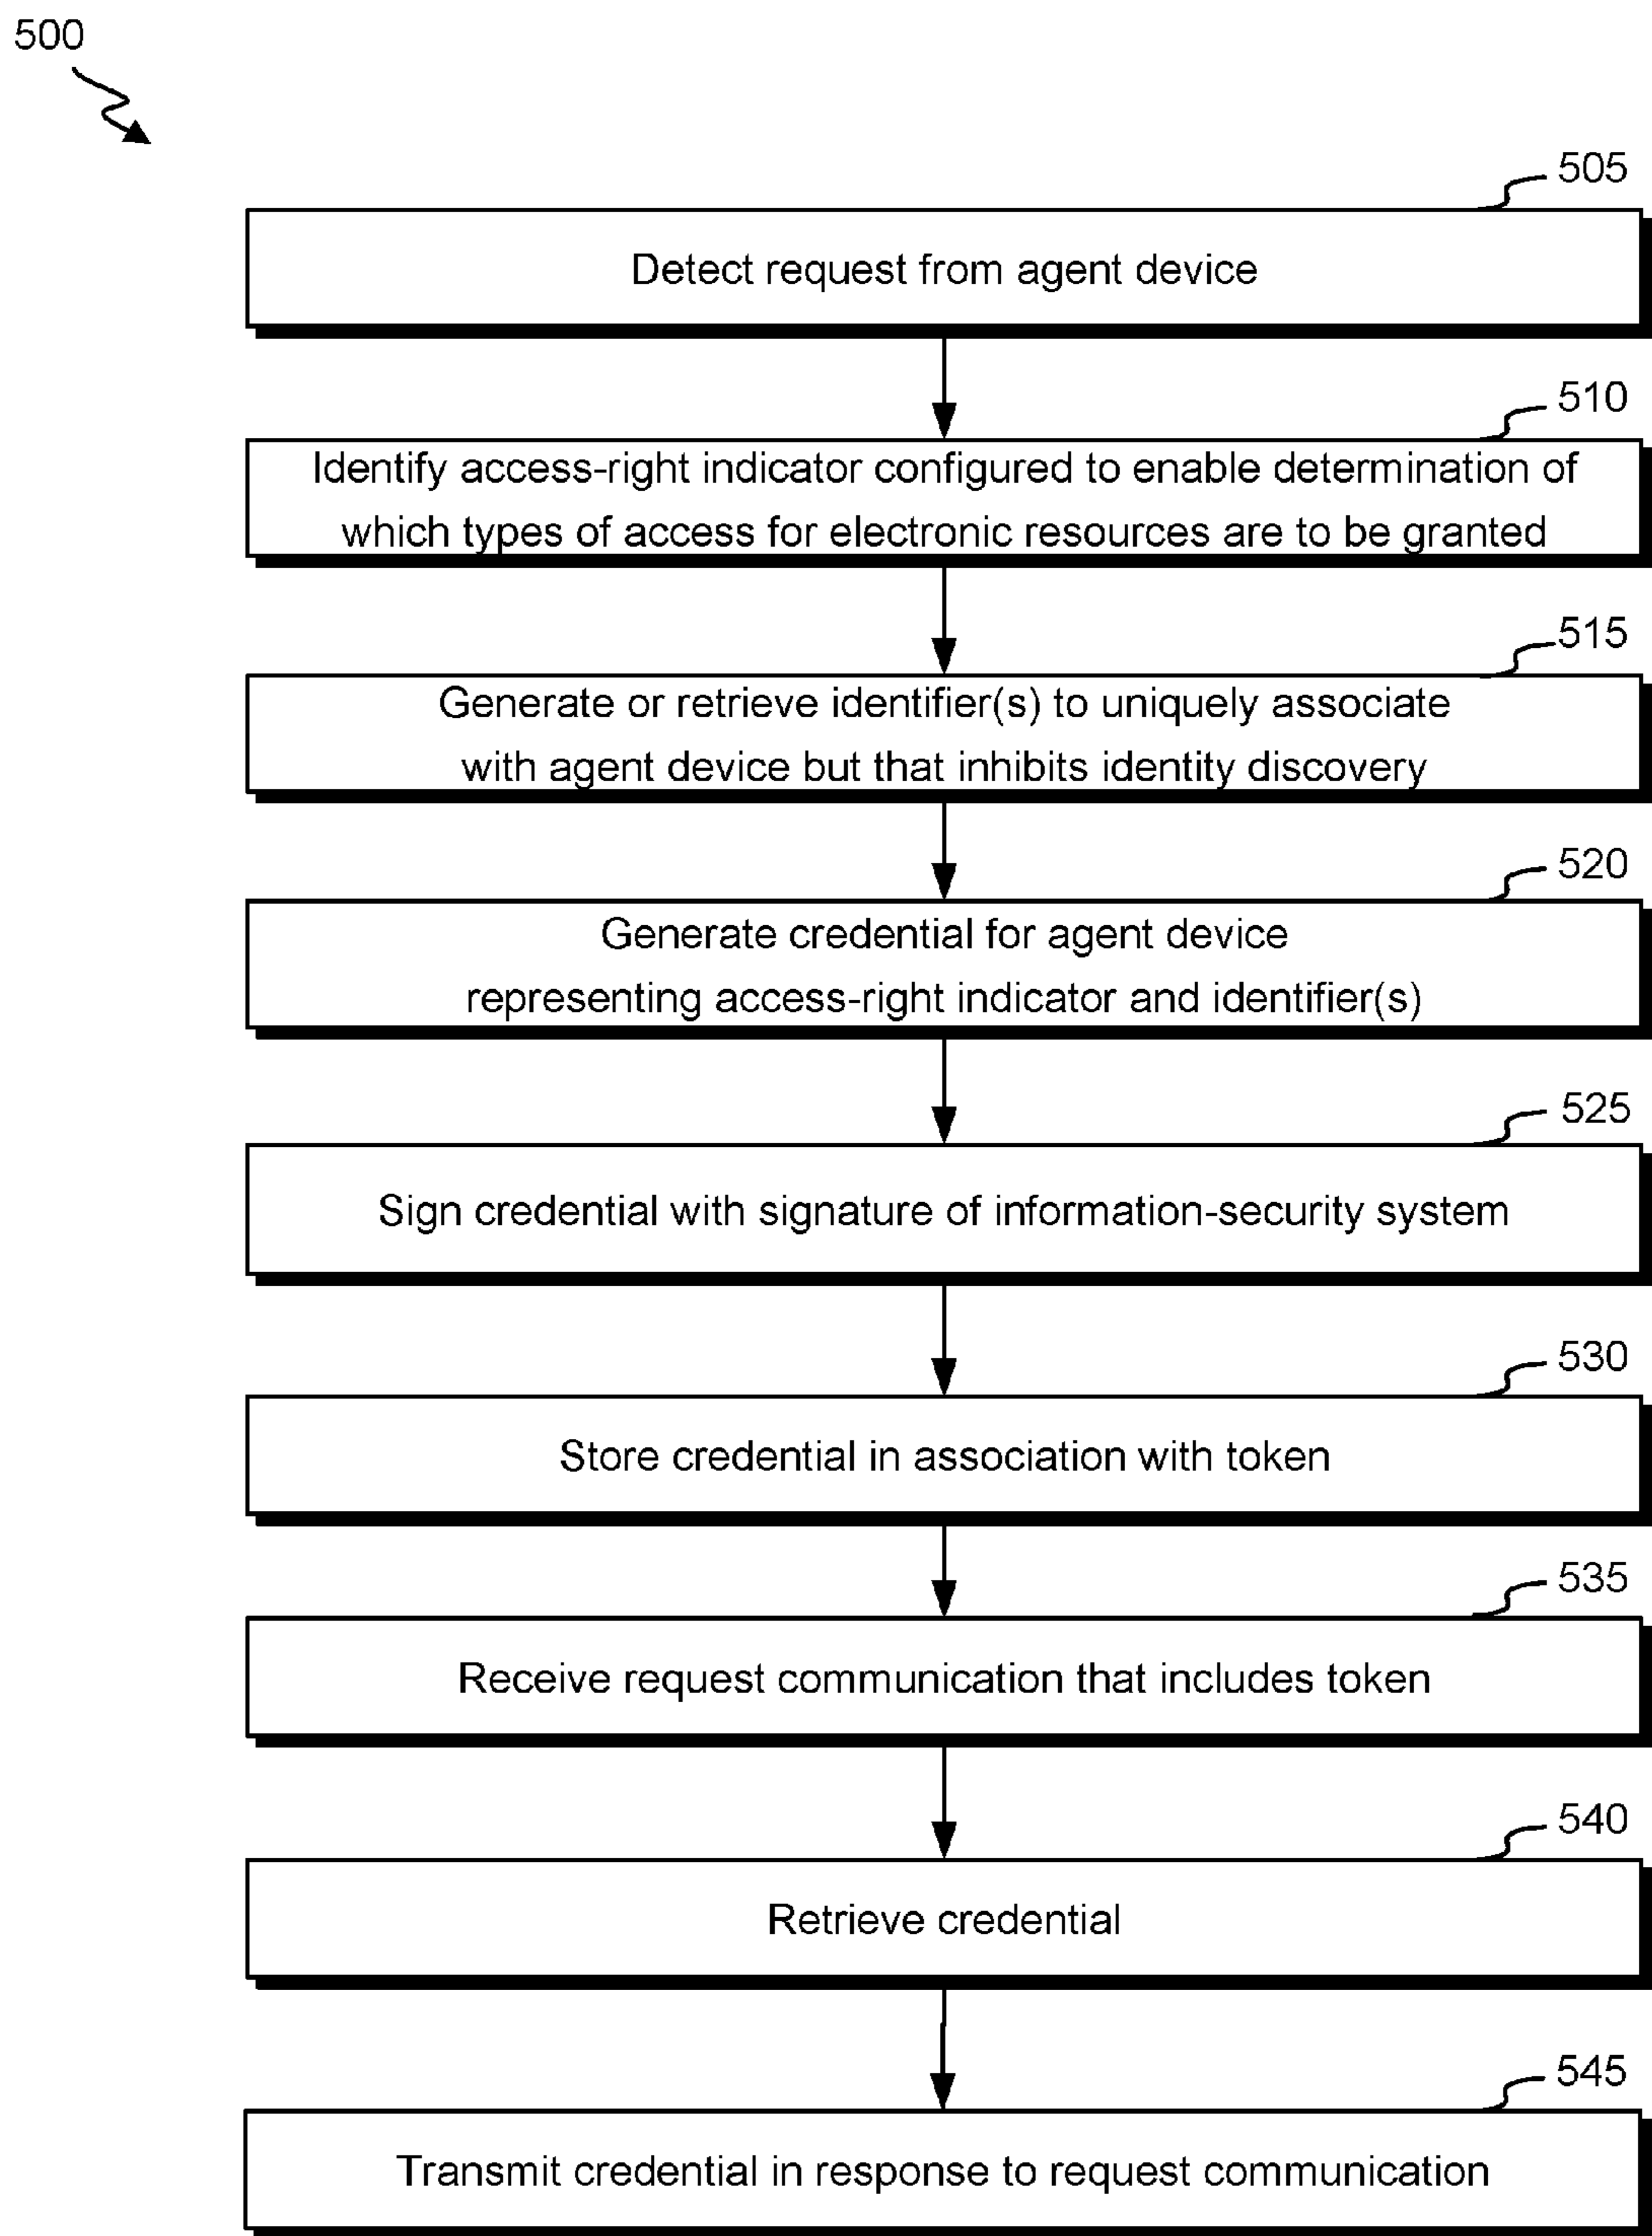 500
505
Detect request from agent device
510
Identify access-right indicator configured to enable determination of
which types of access for electronic resources are to be granted
515
Generate or retrieve identifier(s) to uniquely associate
with agent device but that inhibits identity discovery
520
Generate credential for agent device
representing access-right indicator and identifier(s)
525
Sign credential with signature of information-security system
530
Store credential in association with token
535
Receive request communication that includes token
540
Retrieve credential
545
Transmit credential in response to request communication